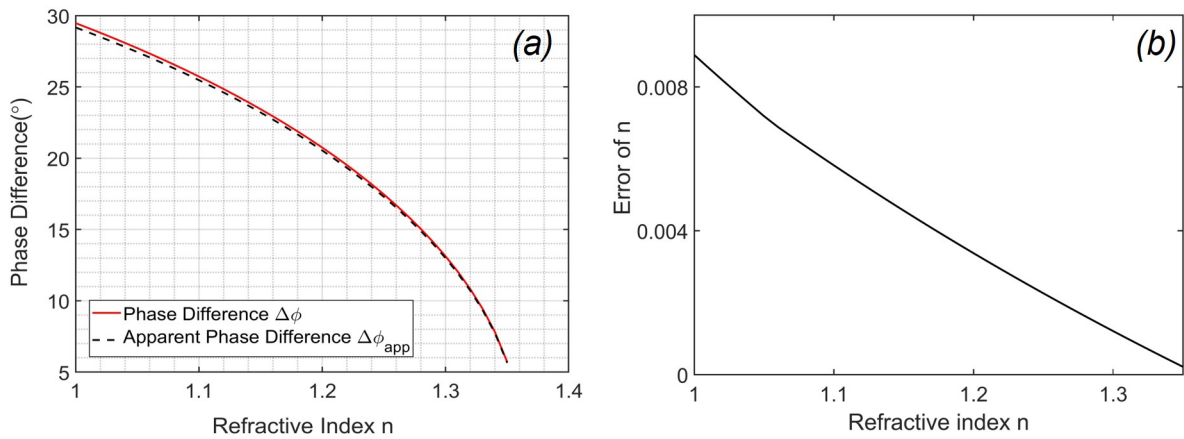 (a)
30
25
20
15
10
5
Phase Difference(°)
Phase Difference Δϕ
Apparent Phase Difference Δϕapp
1 1.1 1.2 1.3 1.4
Refractive Index n
(b)
0.008
0.004
0
Error of n
1 1.1 1.2 1.3
Refractive index n